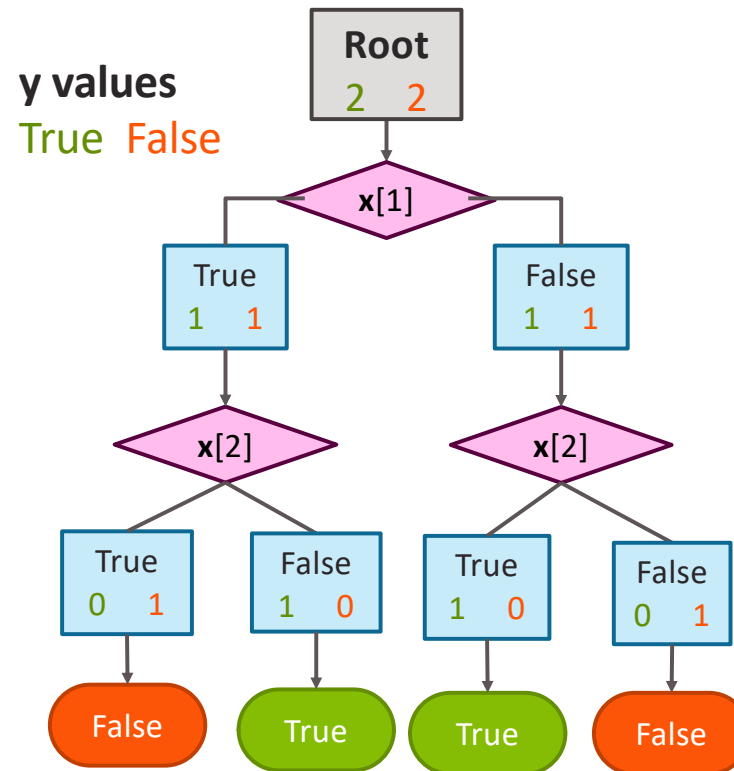 Root
2 2
y values
True False
x[1]
True
1 1
False
1 1
x[2]
x[2]
True
0 1
False
1 0
True
1 0
False
0 1
False
True
True
False